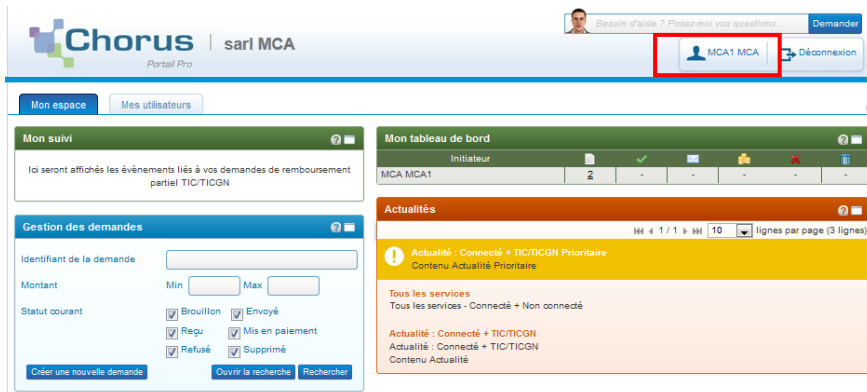 Chorus
Portail Pro
sarl MCA
Besoin d'aide ? Posez-moi vos questions...
Demander
MCA1 MCA
Déconnexion
Mon espace
Mes utilisateurs
Mon suivi
Ici seront affichés les évènements liés à vos demandes de remboursement
partiel TIC/TICGN
Mon tableau de bord
Initiateur
MCA MCA1 2 - - - - -
Gestion des demandes
Identifiant de la demande
Montant Min Max
Statut courant Brouillon Envoyé
Reçu Mis en paiement
Refusé Supprimé
Créer une nouvelle demande Ouvrir la recherche Rechercher
Actualités
1 / 1 10 lignes par page (3 lignes)
Actualité : Connecté + TIC/TICGN Prioritaire
Contenu Actualité Prioritaire
Tous les services
Tous les services - Connecté + Non connecté
Actualité : Connecté + TIC/TICGN
Actualité : Connecté + TIC/TICGN
Contenu Actualité